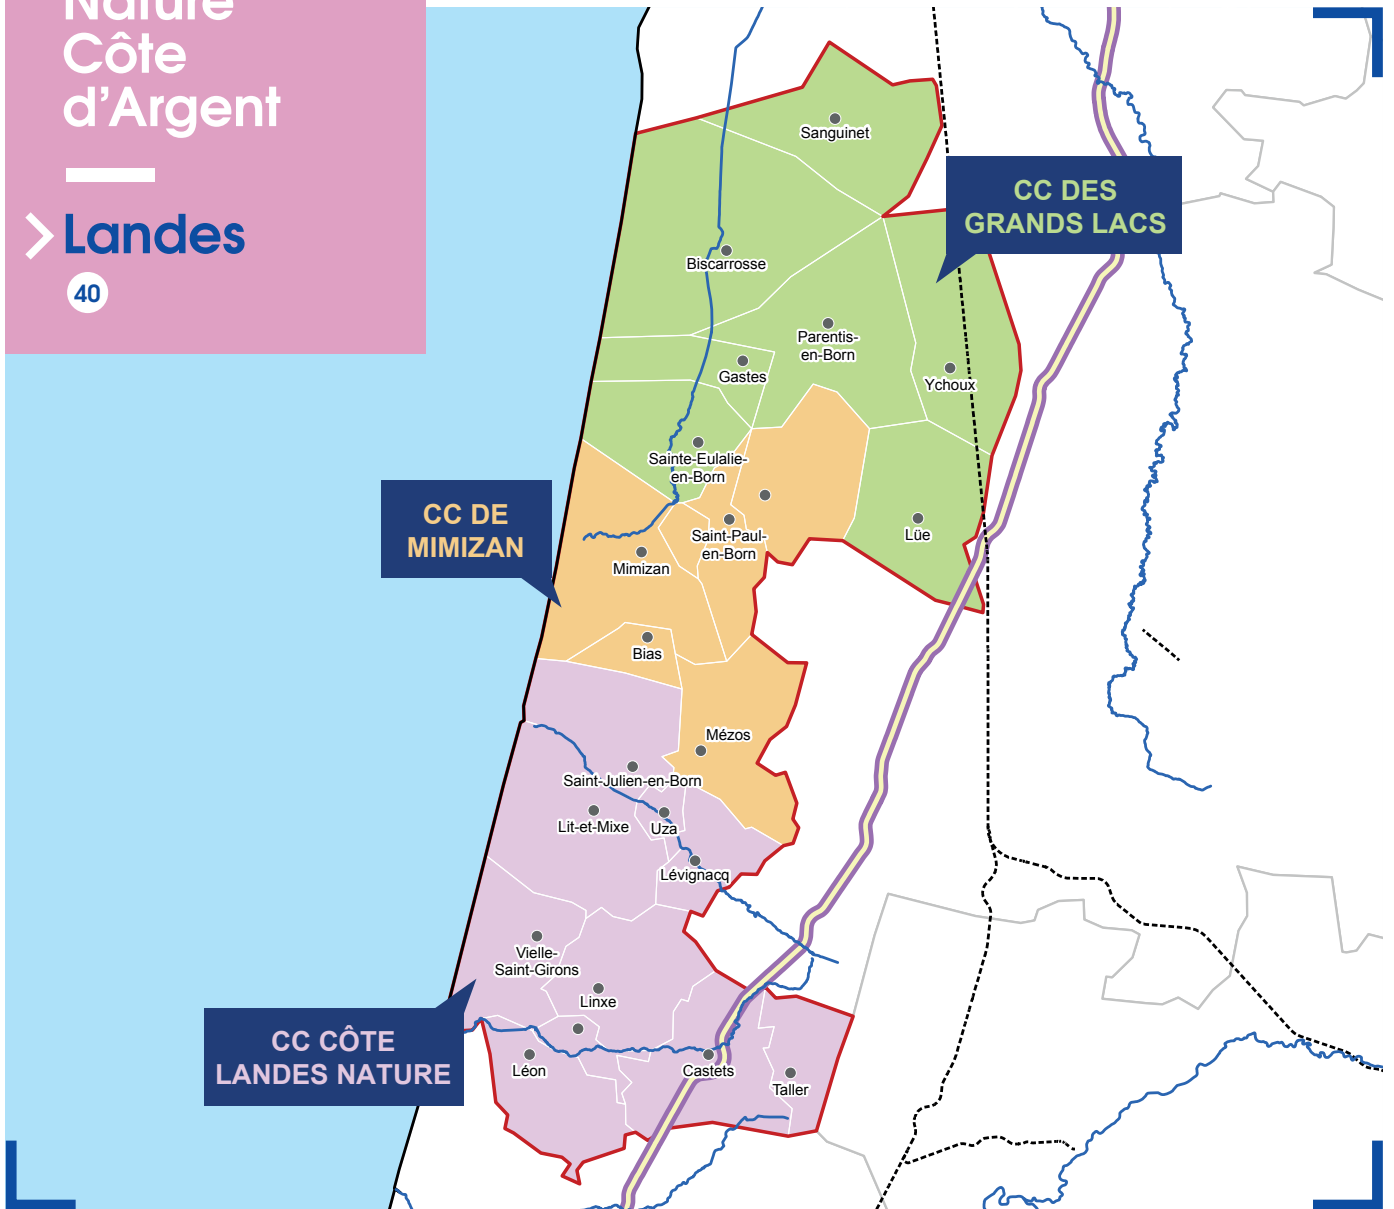 Nature
Côte
d'Argent
Landes
40
CC DES
GRANDS LACS
Sanguinet
Biscarrosse
Parentis-
en-Born
Gastes
Ychoux
Sainte-Eulalie-
en-Born
CC DE
MIMIZAN
Saint-Paul-
en-Born
Lüe
Mimizan
Bias
Mézos
Saint-Julien-en-Born
Lit-et-Mixe
Uza
Lévignacq
Vielle-
Saint-Girons
Linxe
CC CÔTE
LANDES NATURE
Léon
Castets
Taller